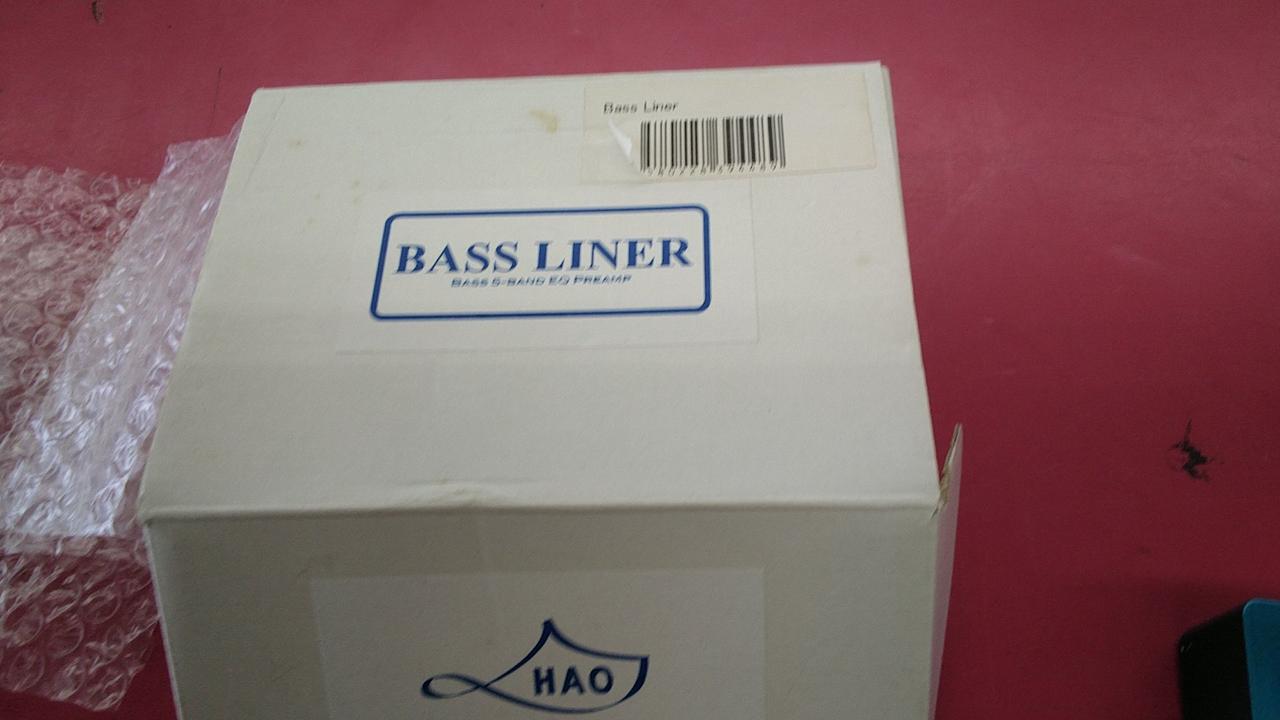 Bass Liner
BASS LINER
BASS 5-BAND EQ PREAMP
HAO